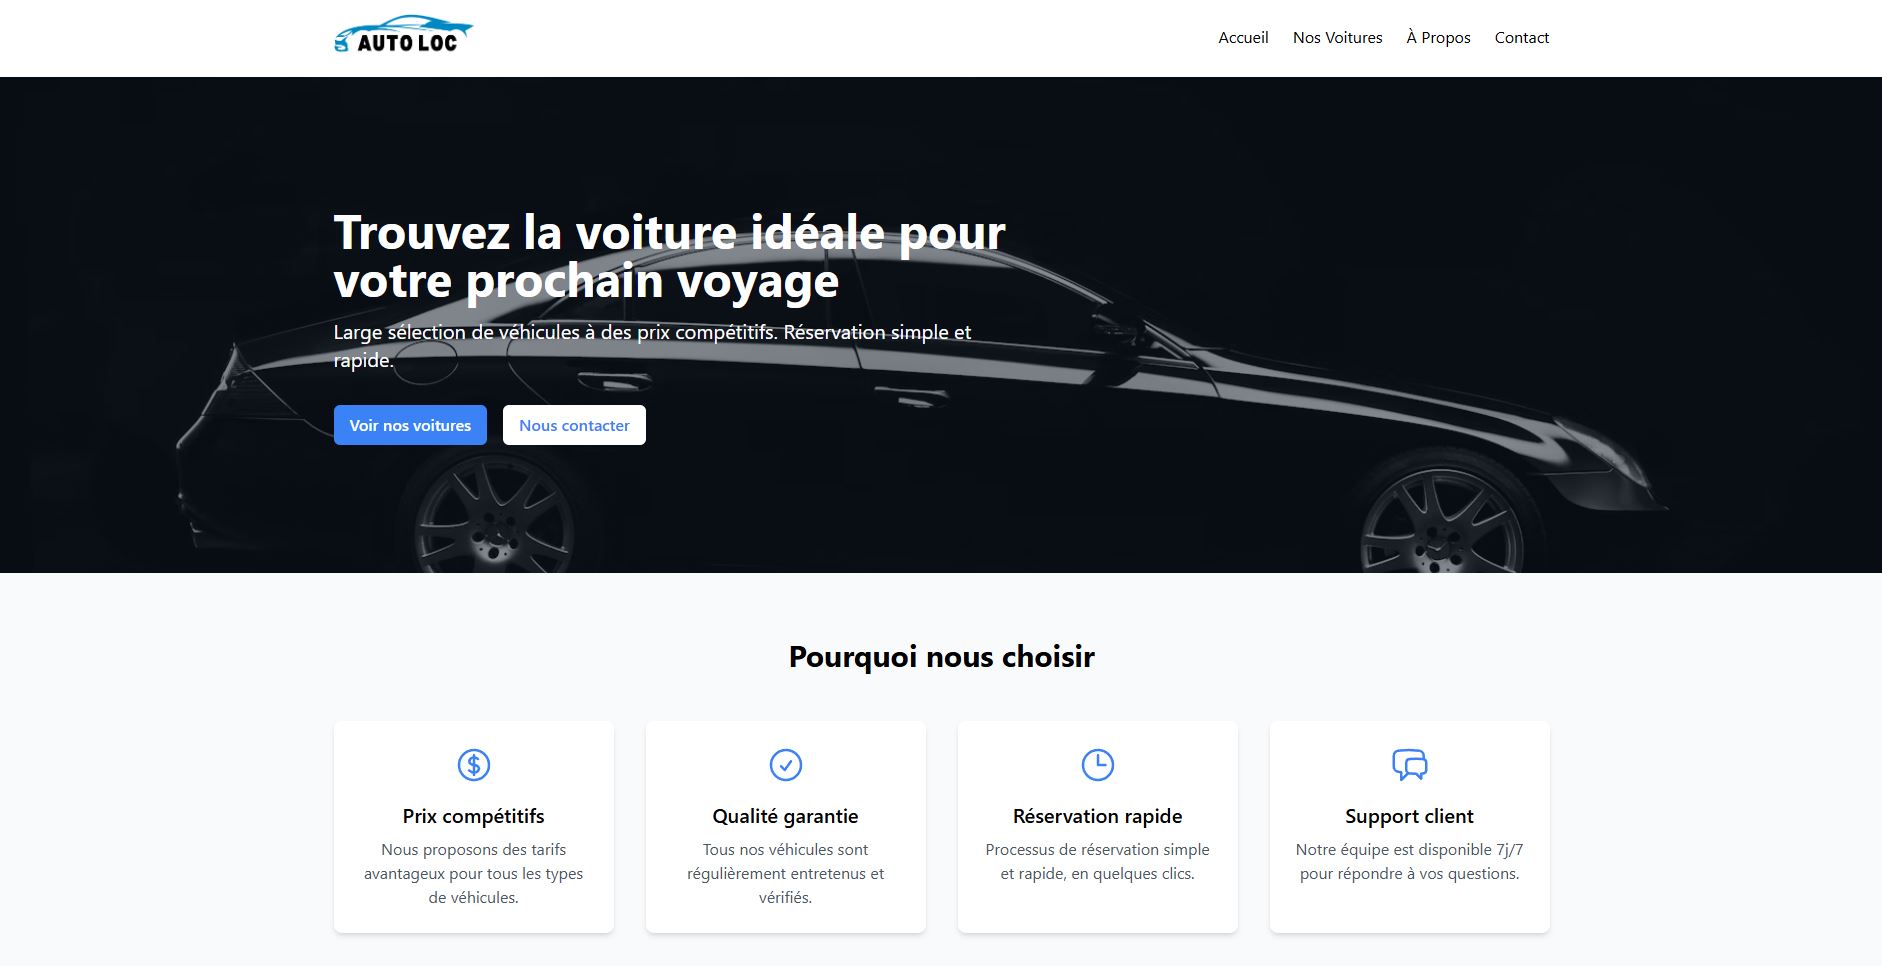 AUTO LOC
Accueil Nos Voitures À Propos Contact
Trouvez la voiture idéale pour
votre prochain voyage
Large sélection de véhicules à des prix compétitifs. Réservation simple et
rapide.
Voir nos voitures Nous contacter
Pourquoi nous choisir
Prix compétitifs
Nous proposons des tarifs
avantageux pour tous les types
de véhicules.
Qualité garantie
Tous nos véhicules sont
régulièrement entretenus et
vérifiés.
Réservation rapide
Processus de réservation simple
et rapide, en quelques clics.
Support client
Notre équipe est disponible 7j/7
pour répondre à vos questions.